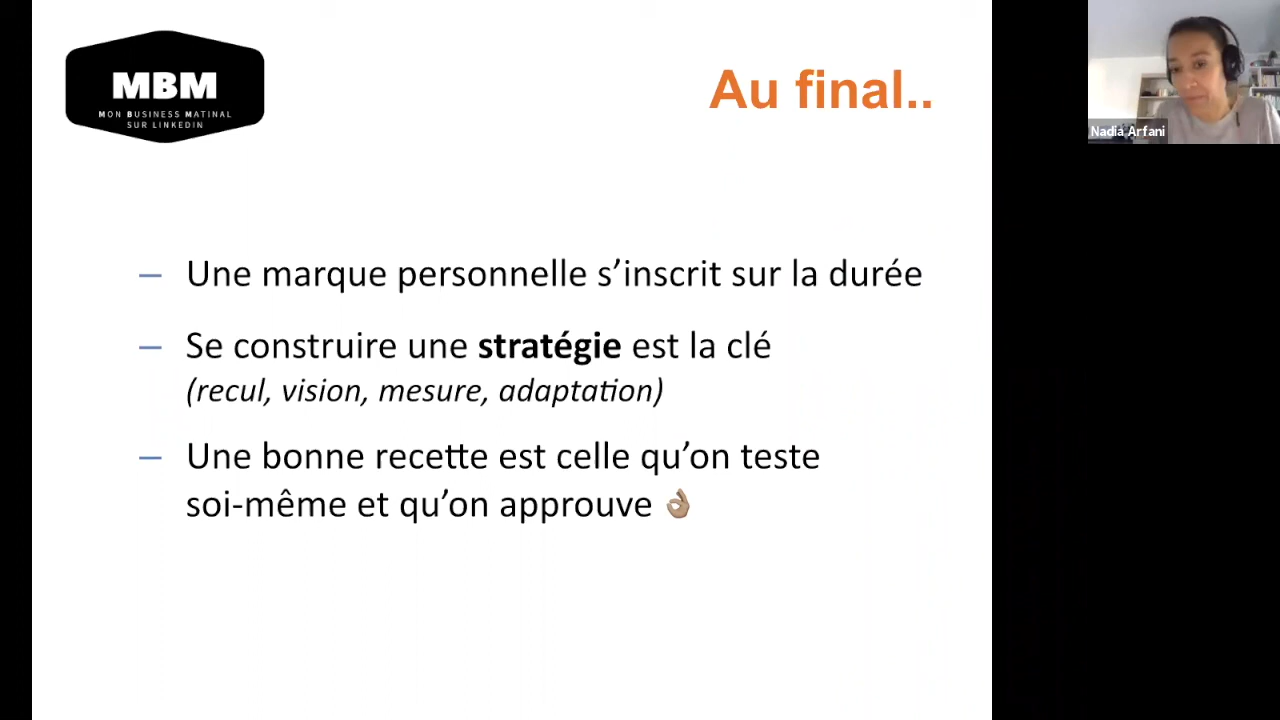 MBM
MON BUSINESS MATINAL
SUR LINKEDIN
Au final..
Nadia Arfani
– Une marque personnelle s’inscrit sur la durée
– Se construire une stratégie est la clé
(recul, vision, mesure, adaptation)
– Une bonne recette est celle qu’on teste
soi-même et qu’on approuve 👌🏽